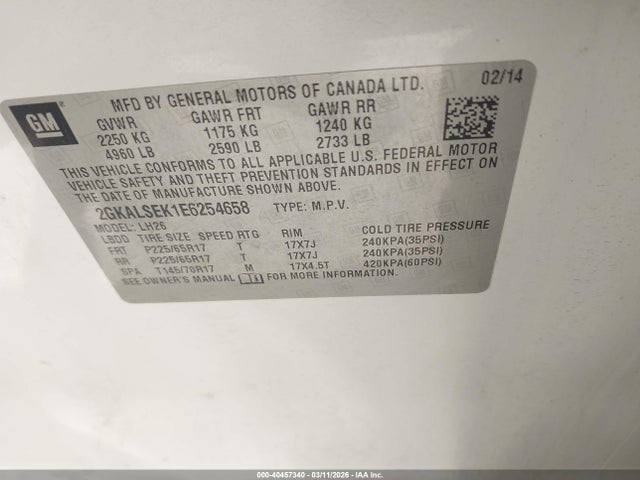 MFD BY GENERAL MOTORS OF CANADA LTD. 02/14
GM
GVWR GAWR FRT GAWR RR
2250 KG 1175 KG 1240 KG
4960 LB 2590 LB 2733 LB
THIS VEHICLE CONFORMS TO ALL APPLICABLE U.S. FEDERAL MOTOR
VEHICLE SAFETY AND THEFT PREVENTION STANDARDS IN EFFECT ON
THE DATE OF MANUFACTURE SHOWN ABOVE.
2GKALSEK1E6254658 TYPE: M.P.V.
MODEL: LH26
LBDD TIRE SIZE SPEED RTG RIM COLD TIRE PRESSURE
FRT P225/65R17 T 17X7J 240KPA(35PSI)
RR P225/65R17 T 17X7J 240KPA(35PSI)
SPA T145/70R17 M 17X4.5T 420KPA(60PSI)
SEE OWNER'S MANUAL FOR MORE INFORMATION.
000-40457340 - 03/11/2026 - IAA Inc.